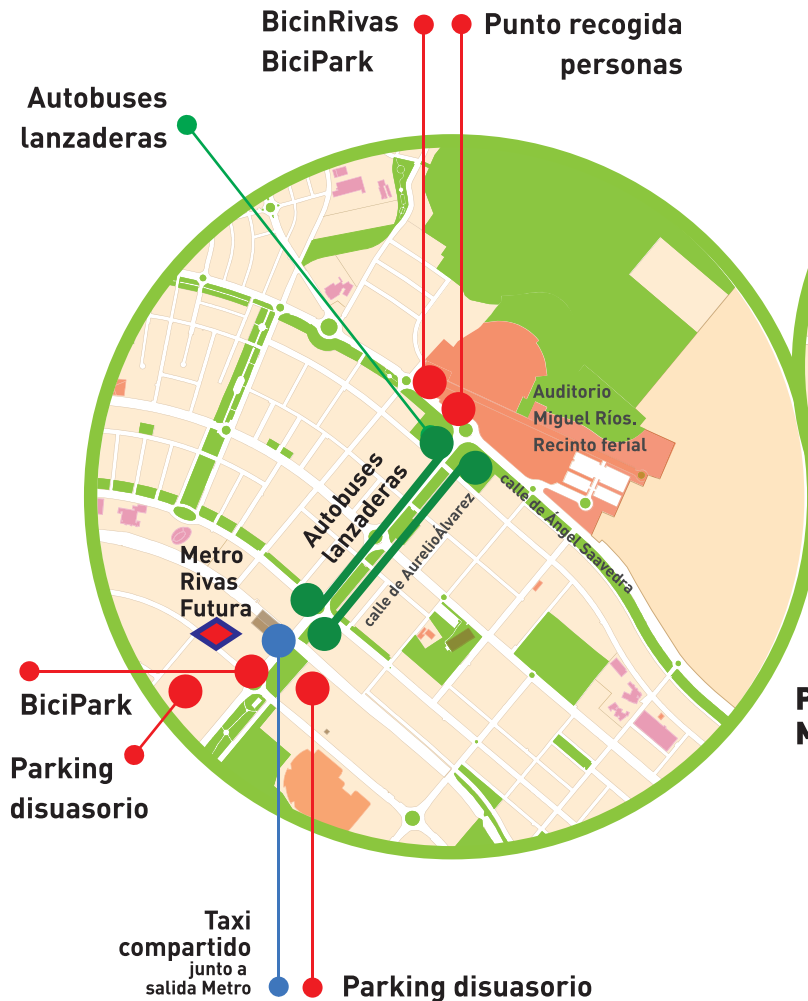 BicinRivas
BiciPark
Punto recogida
personas
Autobuses
lanzaderas
Auditorio
Miguel Ríos.
Recinto ferial
Autobuses
lanzaderas
calle de AurelioÁlvarez
calle de Ángel Saavedra
Metro
Rivas
Futura
BiciPark
Parking
disuasorio
P
M
Taxi
compartido
junto a
salida Metro
Parking disuasorio